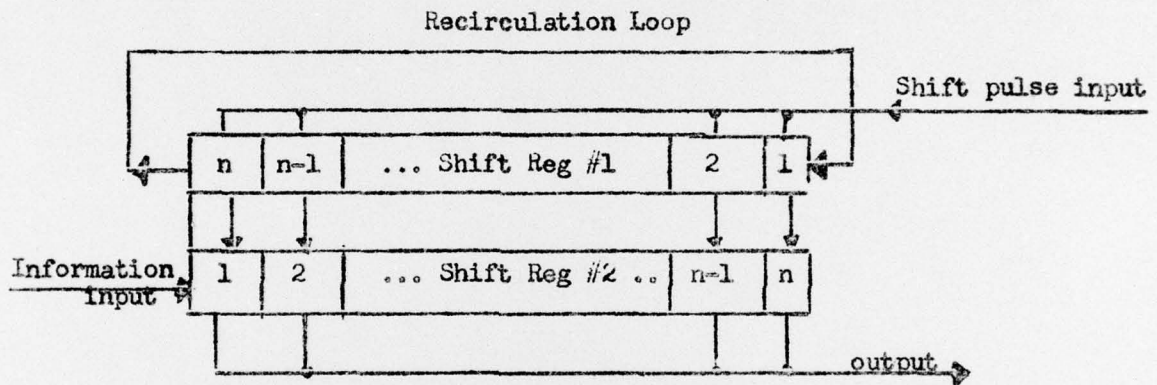 Recirculation Loop
Shift pulse input
n n-1 ... Shift Reg #1 2 1
Information input
1 2 ... Shift Reg #2 .. n-1 n
output